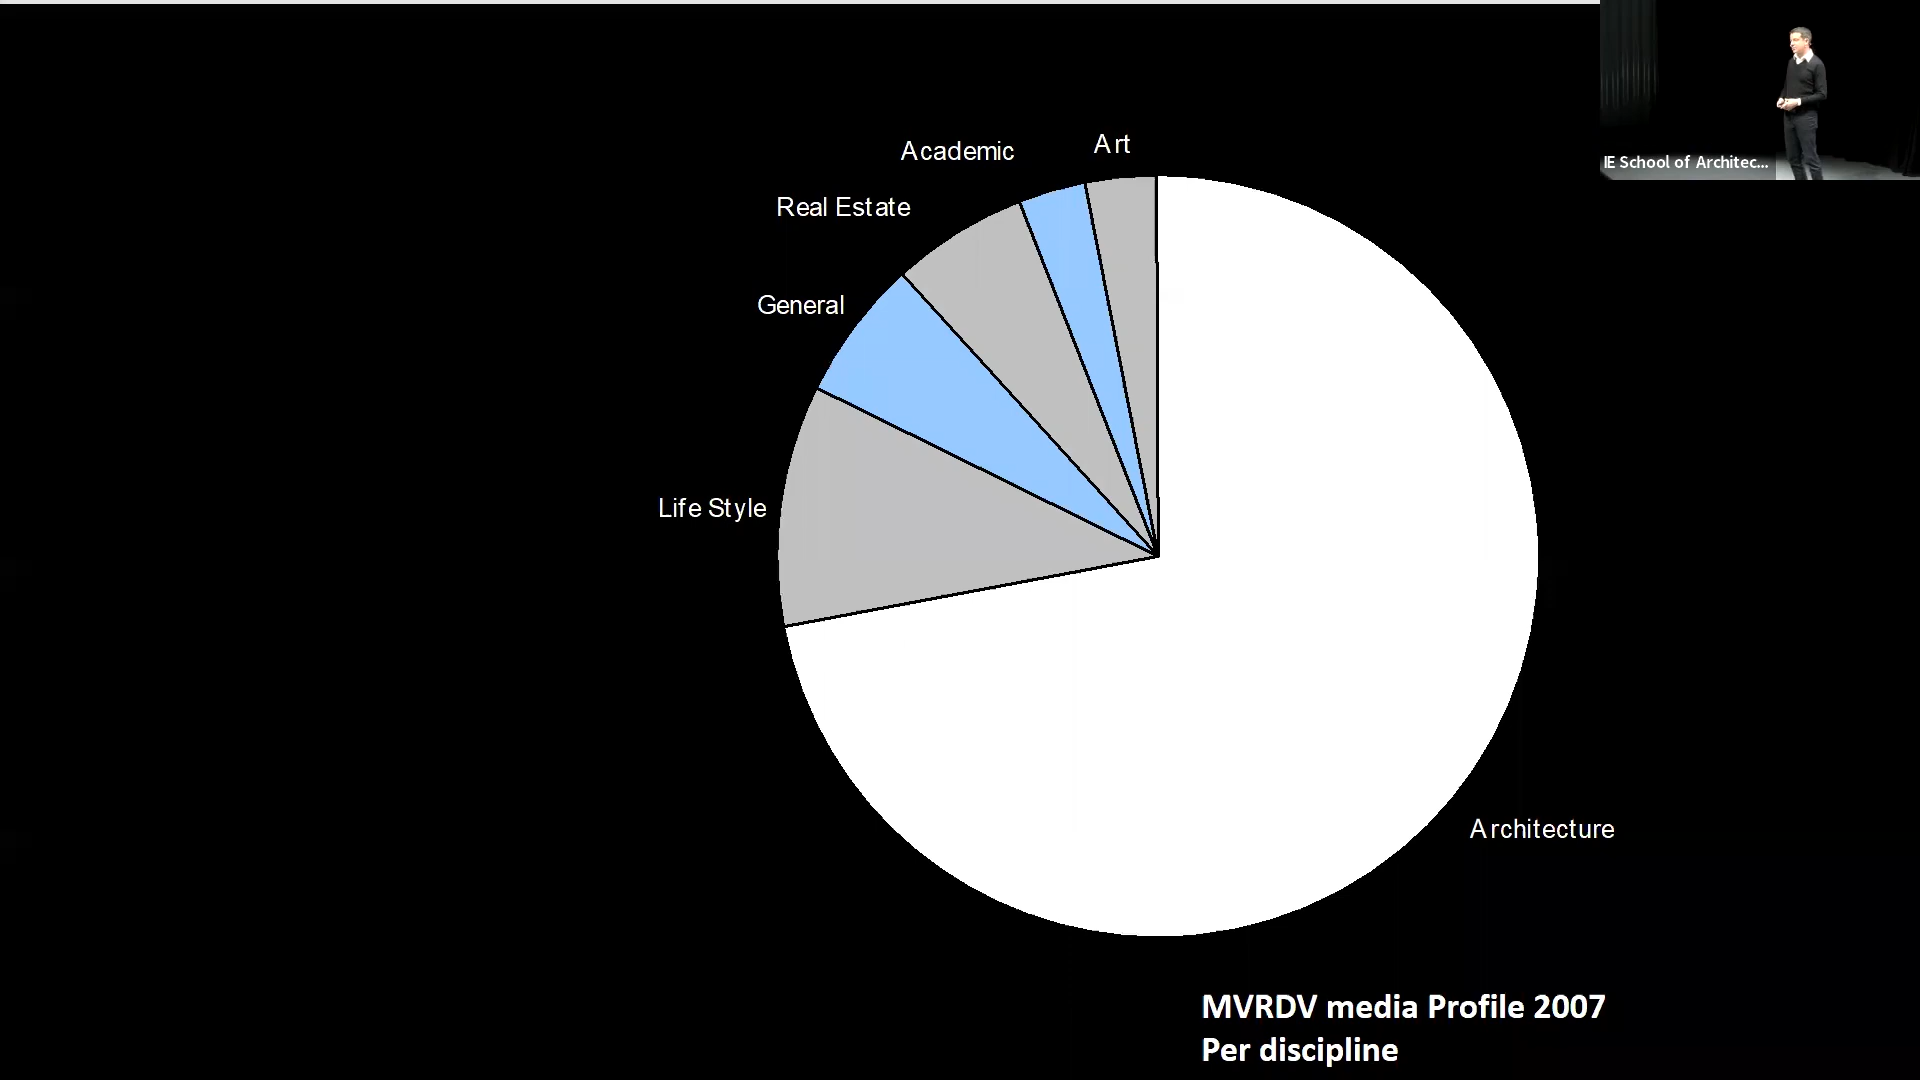 IE School of Architec...
Art
Academic
Real Estate
General
Life Style
Architecture
MVRDV media Profile 2007
Per discipline